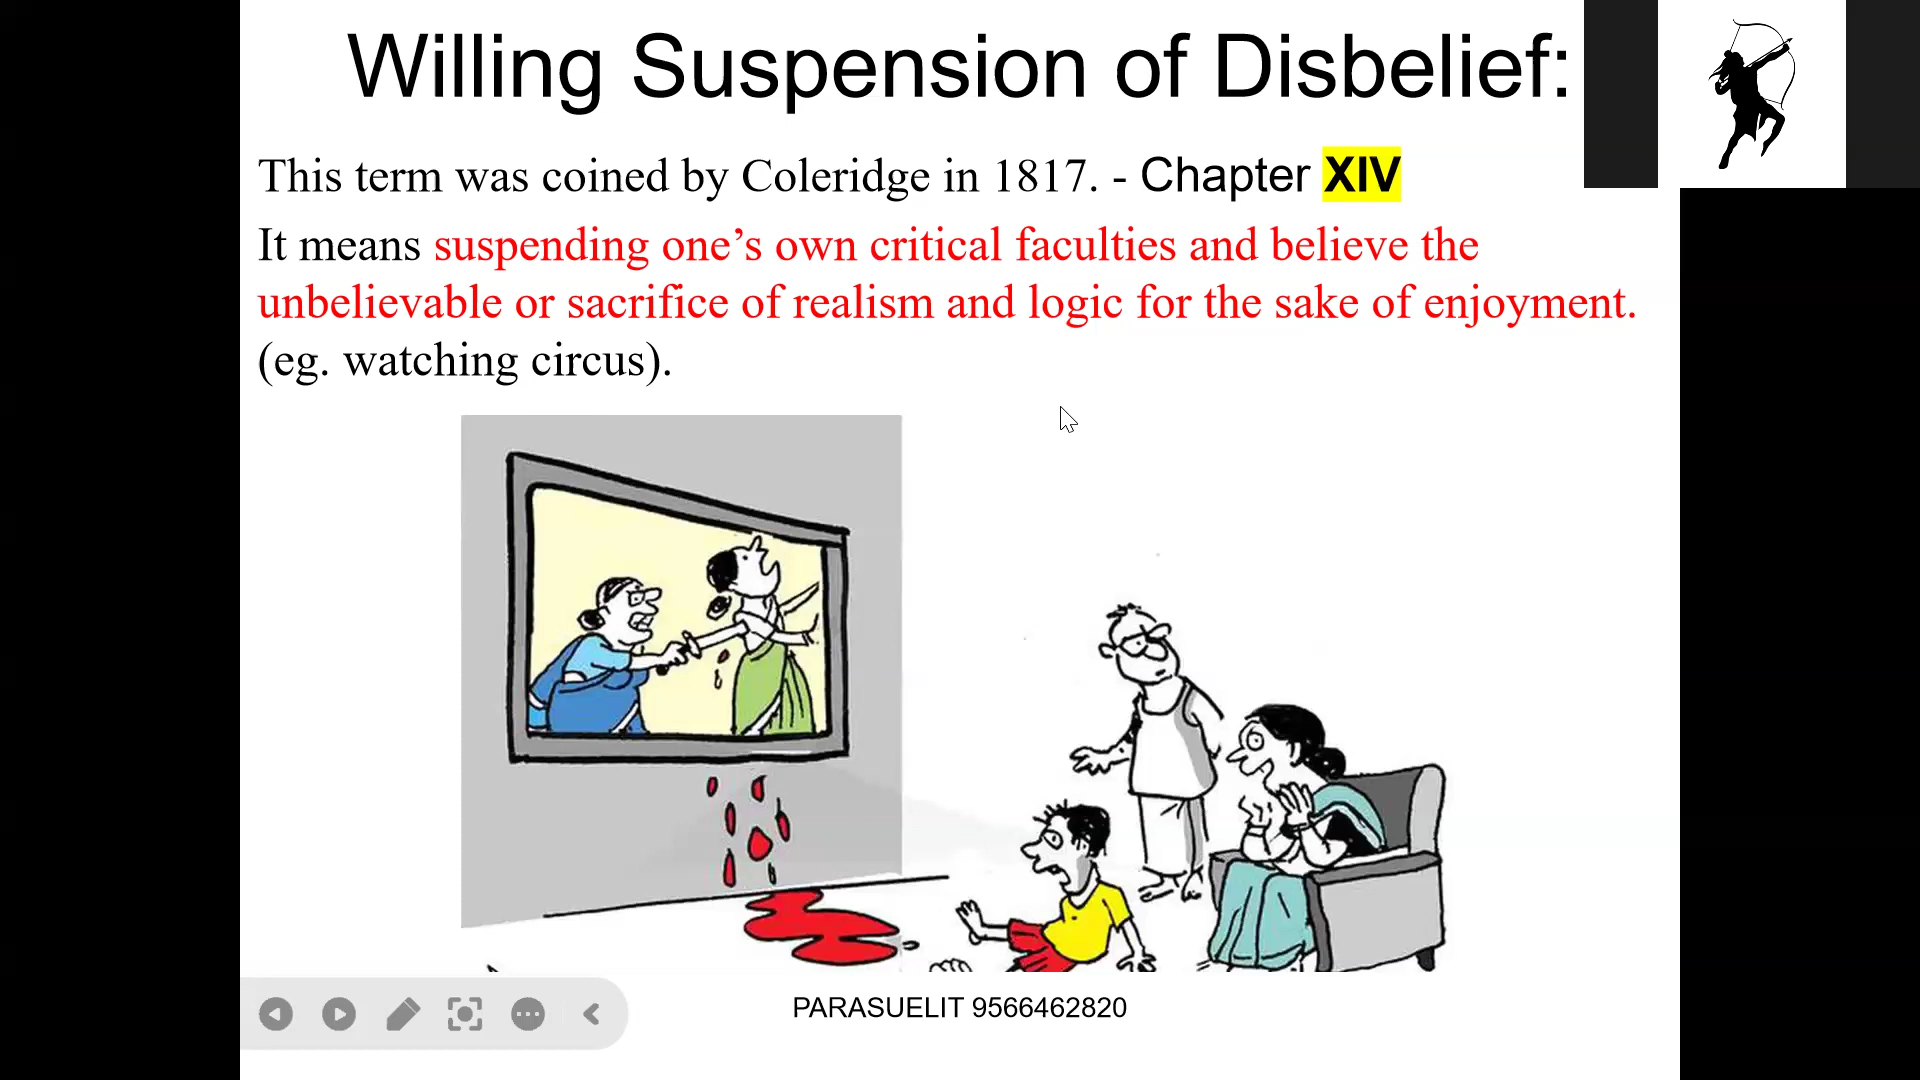 Willing Suspension of Disbelief:
This term was coined by Coleridge in 1817. - Chapter XIV
It means suspending one’s own critical faculties and believe the
unbelievable or sacrifice of realism and logic for the sake of enjoyment.
(eg. watching circus).
PARASUELIT 9566462820